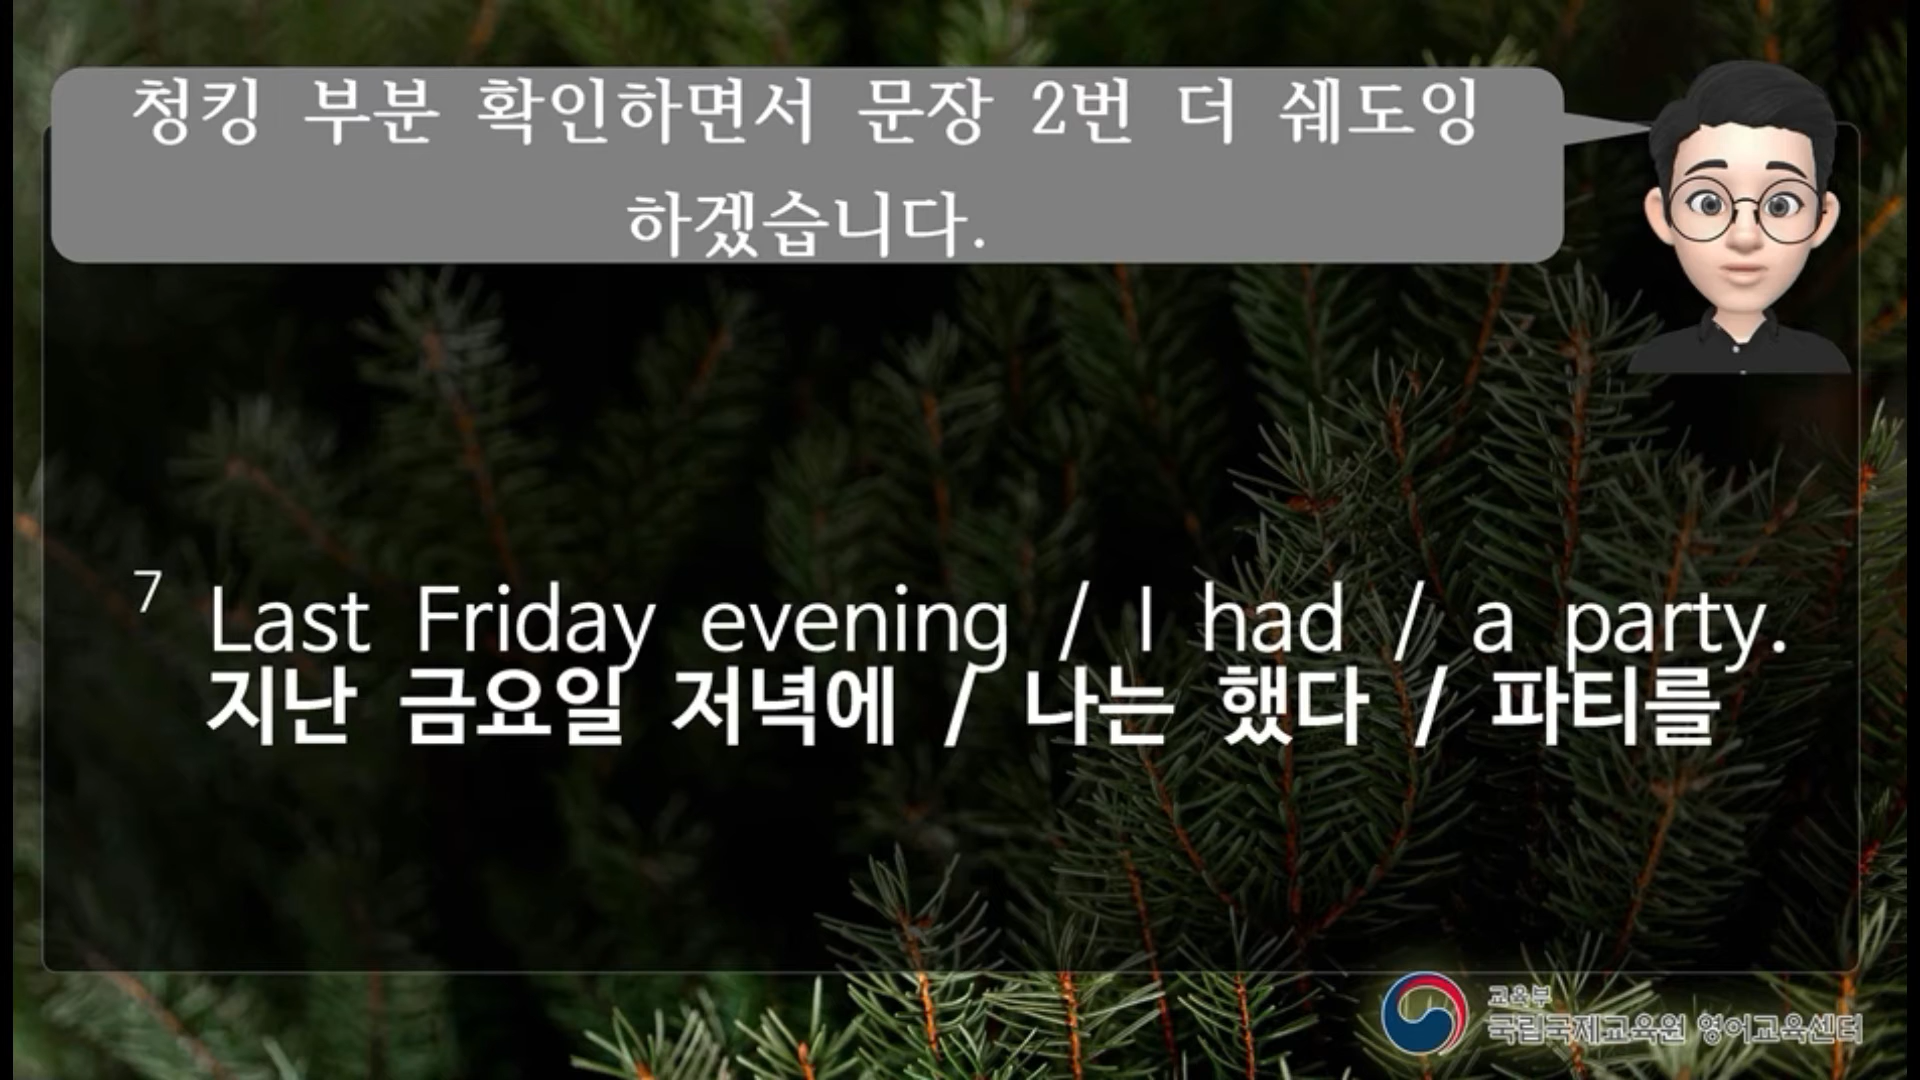 청킹 부분 확인하면서 문장 2번 더 쉐도잉
하겠습니다.
7 Last Friday evening / I had / a party.
지난 금요일 저녁에 / 나는 했다 / 파티를
교육부
국립국제교육원 영어교육센터